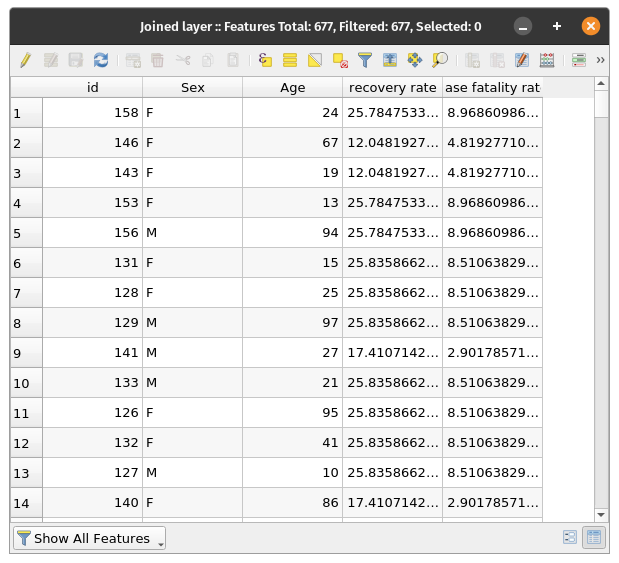 Joined layer :: Features Total: 677, Filtered: 677, Selected: 0
id Sex Age recovery rate ase fatality rat
1 158 F 24 25.7847533... 8.96860986...
2 146 F 67 12.0481927... 4.81927710...
3 143 F 19 12.0481927... 4.81927710...
4 153 F 13 25.7847533... 8.96860986...
5 156 M 94 25.7847533... 8.96860986...
6 131 F 15 25.8358662... 8.51063829...
7 128 F 25 25.8358662... 8.51063829...
8 129 M 97 25.8358662... 8.51063829...
9 141 M 27 17.4107142... 2.90178571...
10 133 M 21 25.8358662... 8.51063829...
11 126 F 95 25.8358662... 8.51063829...
12 132 F 41 25.8358662... 8.51063829...
13 127 M 10 25.8358662... 8.51063829...
14 140 F 86 17.4107142... 2.90178571...
Show All Features